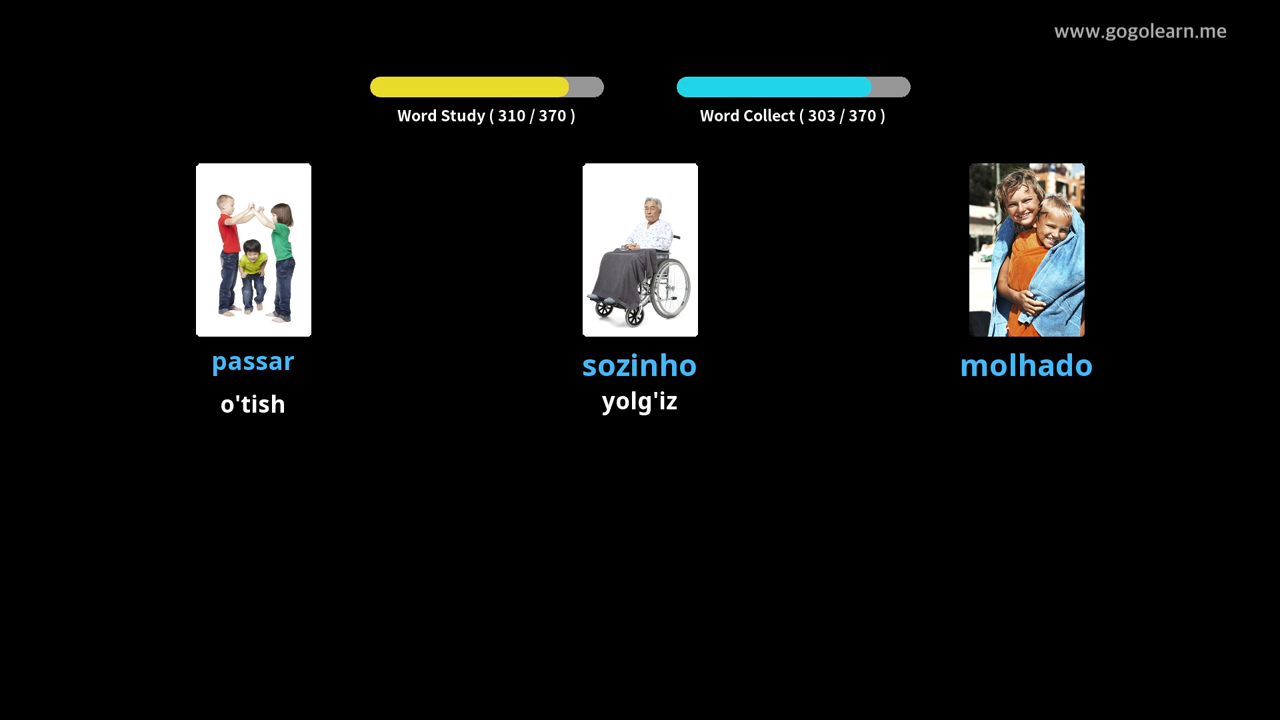 www.gogolearn.me
Word Study ( 310 / 370 )
Word Collect ( 303 / 370 )
passar
sozinho
molhado
o'tish
yolg'iz